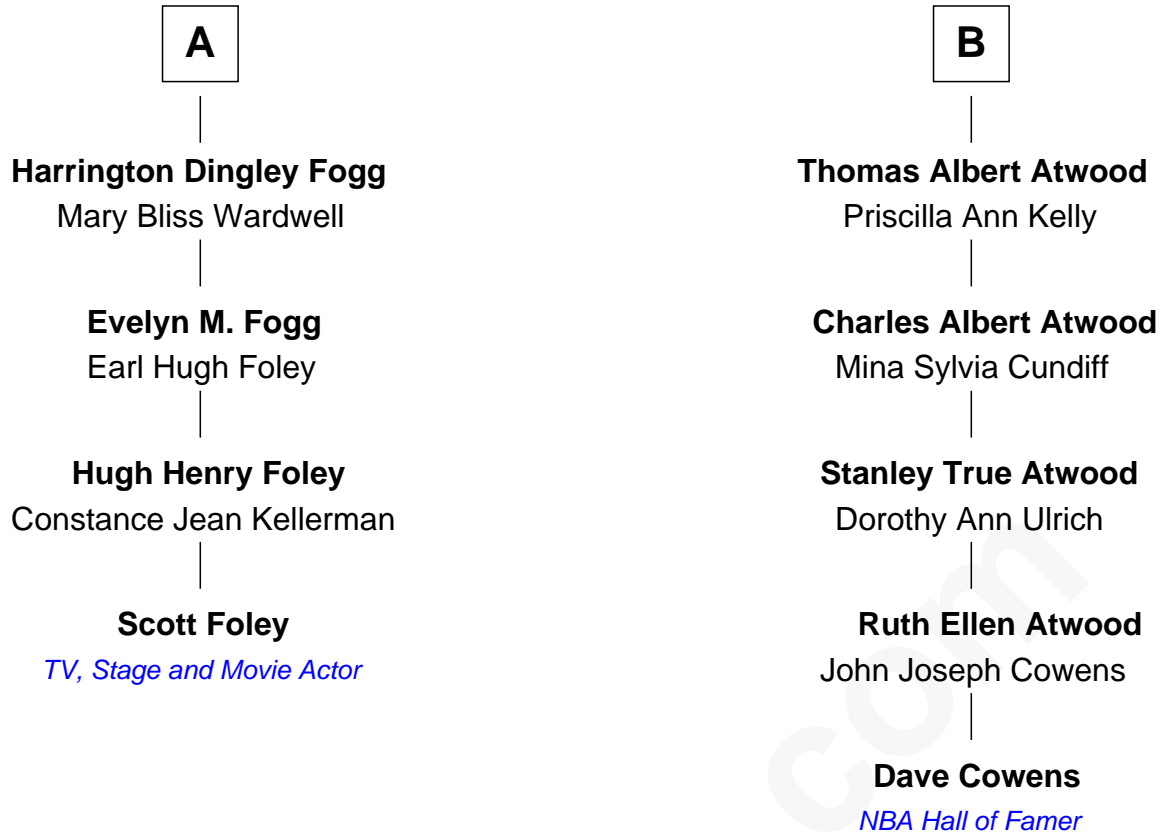 A
Harrington Dingley Fogg
Mary Bliss Wardwell
Evelyn M. Fogg
Earl Hugh Foley
Hugh Henry Foley
Constance Jean Kellerman
Scott Foley
TV, Stage and Movie Actor
B
Thomas Albert Atwood
Priscilla Ann Kelly
Charles Albert Atwood
Mina Sylvia Cundiff
Stanley True Atwood
Dorothy Ann Ulrich
Ruth Ellen Atwood
John Joseph Cowens
Dave Cowens
NBA Hall of Famer
com